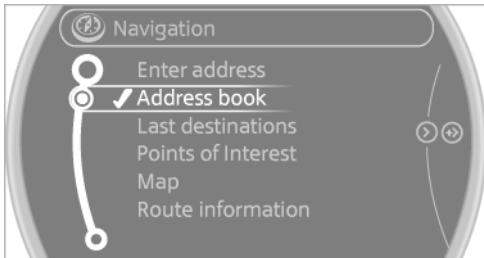 Navigation
Enter address
Address book
Last destinations
Points of Interest
Map
Route information